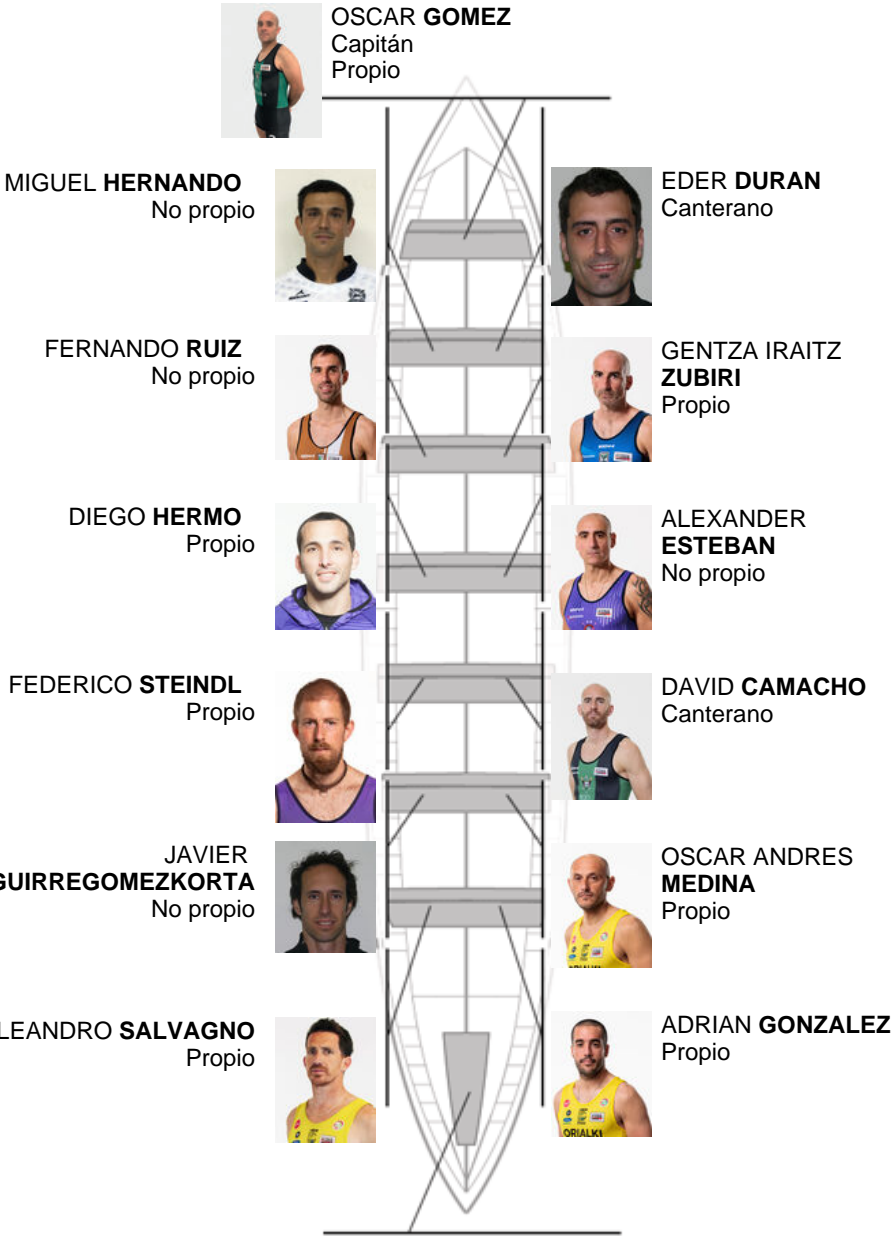 OSCAR GOMEZ
Capitán
Propio
MIGUEL HERNANDO
No propio
EDER DURAN
Canterano
FERNANDO RUIZ
No propio
GENTZA IRAITZ
ZUBIRI
Propio
DIEGO HERMO
Propio
ALEXANDER
ESTEBAN
No propio
FEDERICO STEINDL
Propio
DAVID CAMACHO
Canterano
JAVIER
GUIRREGOMEZKORTA
No propio
OSCAR ANDRES
MEDINA
Propio
LEANDRO SALVAGNO
Propio
ADRIAN GONZALEZ
Propio
ORIALKI